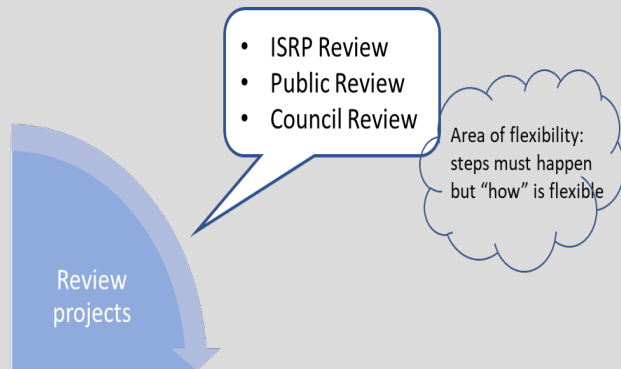 • ISRP Review
• Public Review
• Council Review
Area of flexibility:
steps must happen
but “how” is flexible
Review
projects